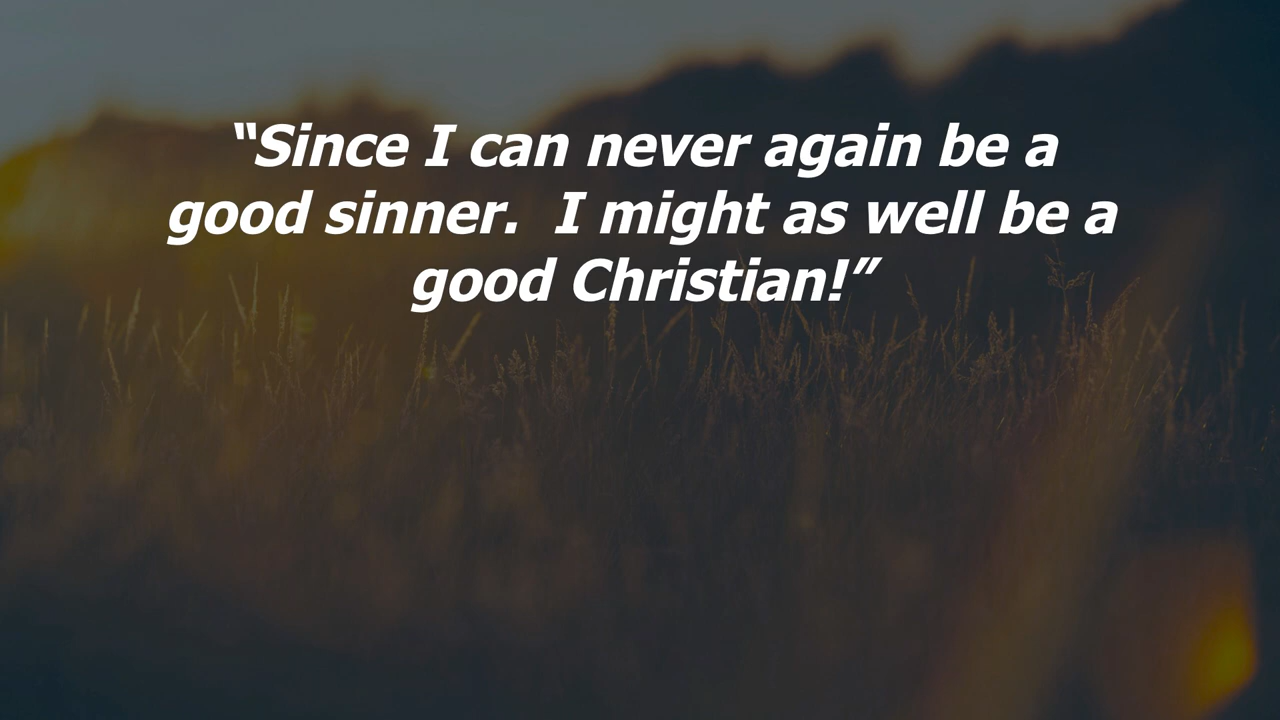 “Since I can never again be a
good sinner.  I might as well be a
good Christian!”